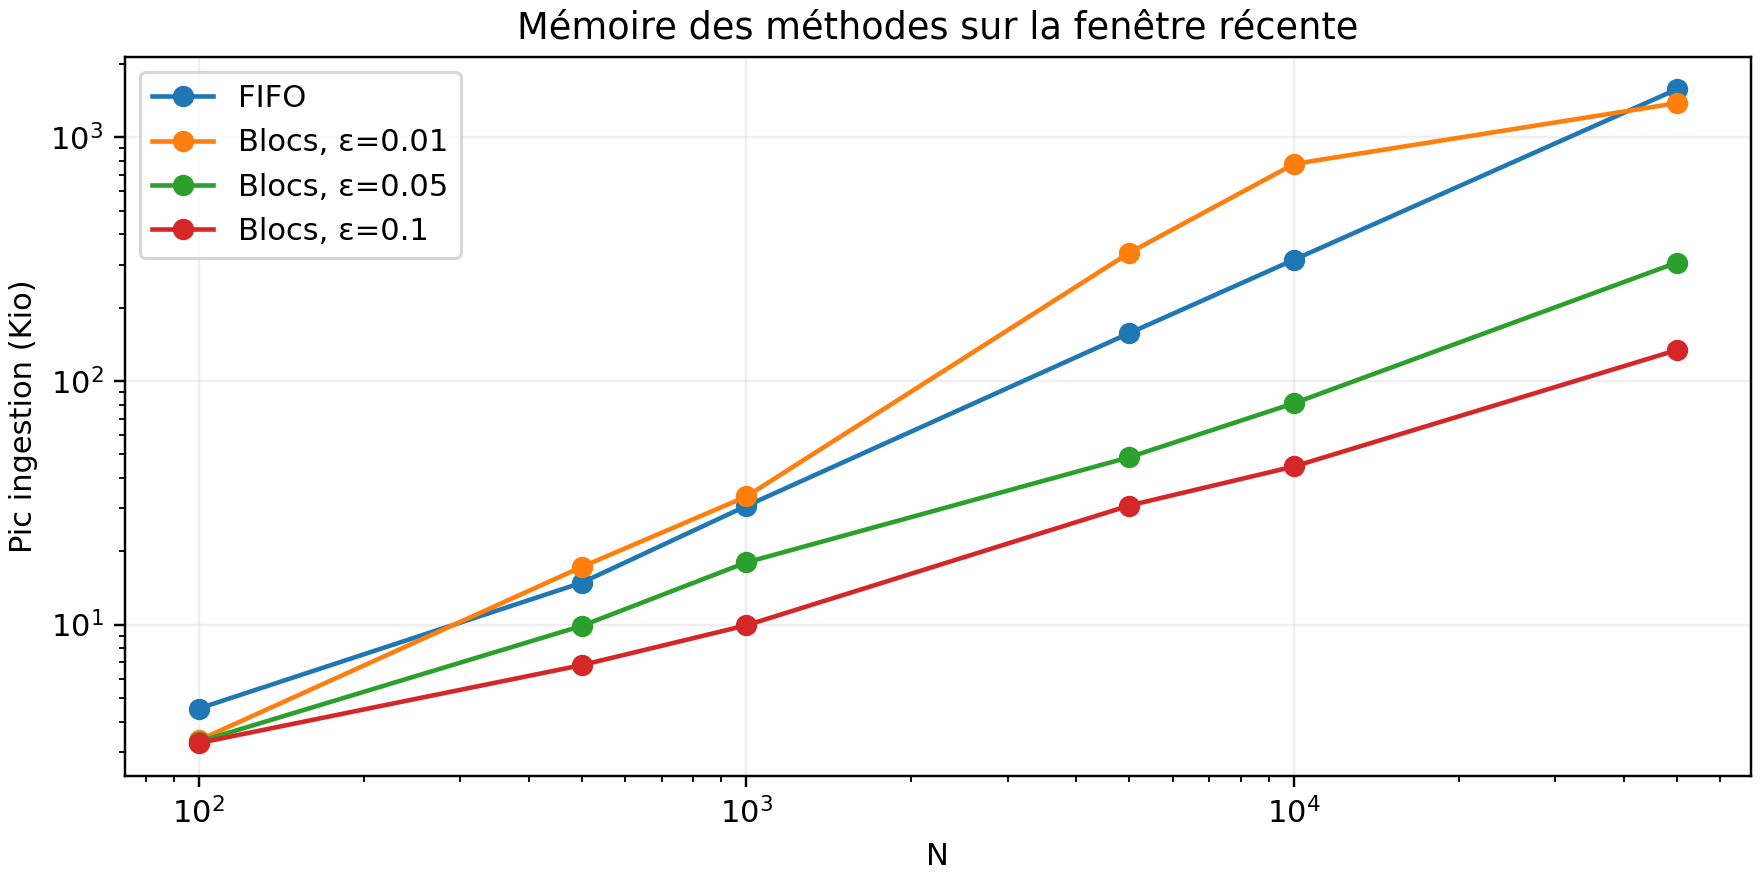 Mémoire des méthodes sur la fenêtre récente
FIFO
Blocs, ε=0.01
Blocs, ε=0.05
Blocs, ε=0.1
Pic ingestion (Kio)
10³
10²
10¹
10²
10³
10⁴
N